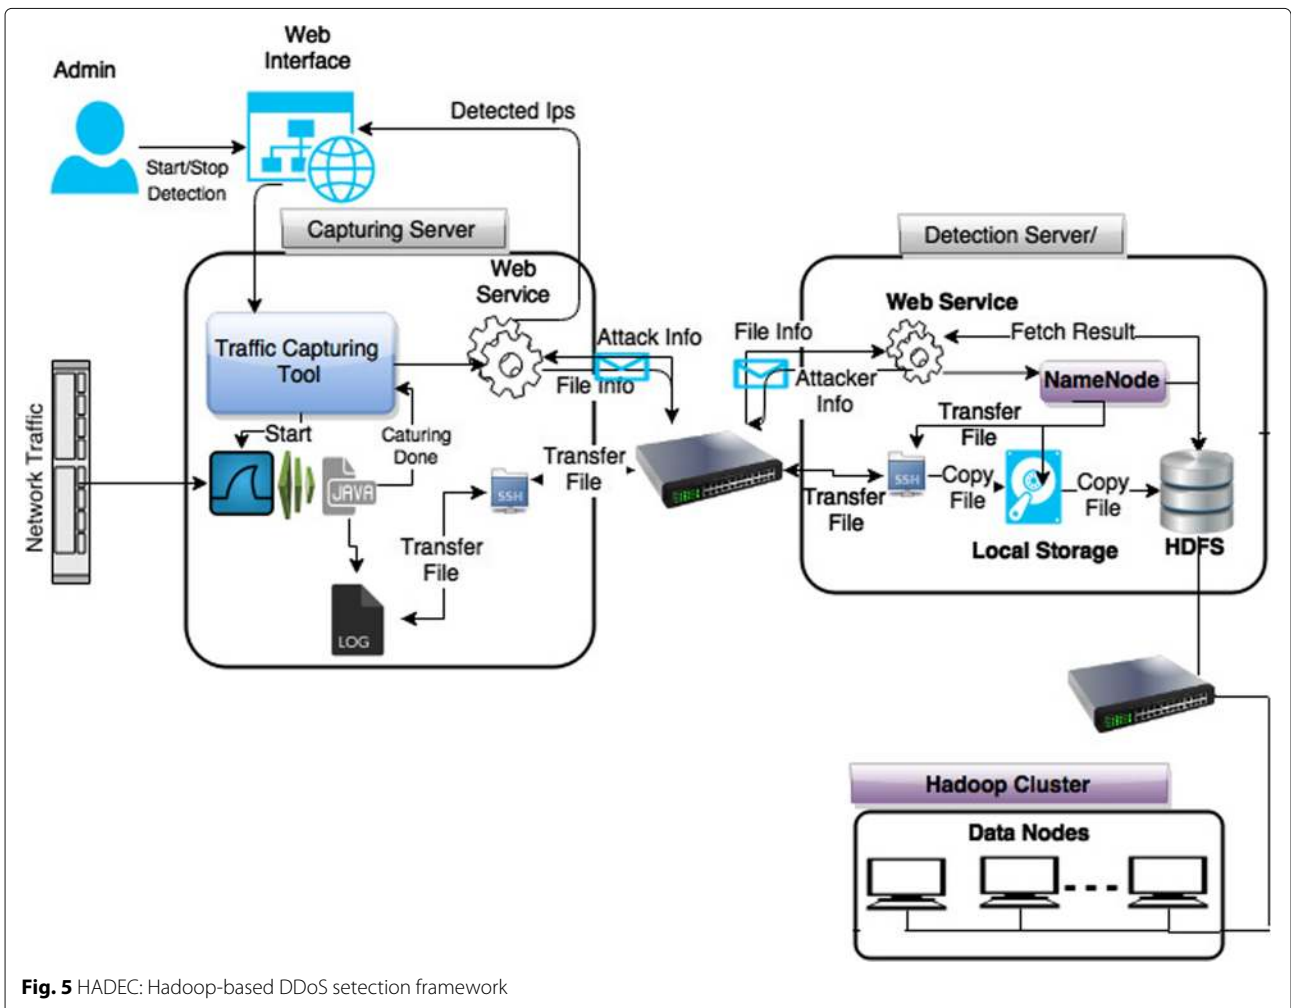 Web
Interface
Admin
Detected Ips
Start/Stop
Detection
Capturing Server
Detection Server/
Web
Service
Web Service
Attack Info
File Info
Fetch Result
Traffic Capturing
Tool
File Info
Attacker
Info
NameNode
Transfer
File
Start
Caturing
Done
Transfer
File
Network Traffic
JAVA
SSH
SSH
Copy
File
Copy
File
Transfer
File
Transfer
File
Local Storage
HDFS
LOG
Hadoop Cluster
Data Nodes
Fig. 5 HADEC: Hadoop-based DDoS setection framework